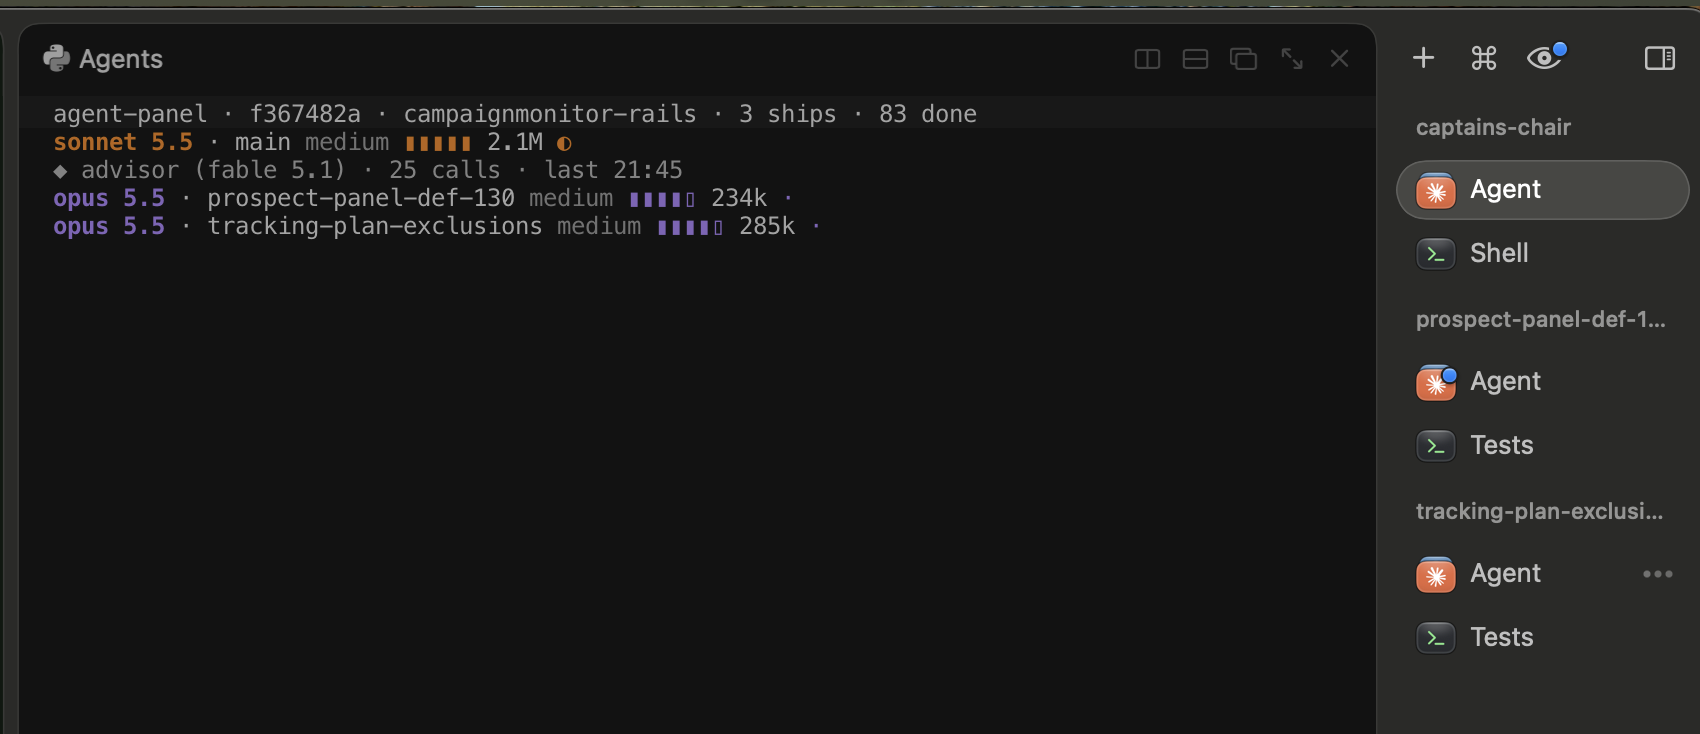 Agents
agent-panel · f367482a · campaignmonitor-rails · 3 ships · 83 done
sonnet 5.5 · main medium ▮▮▮▮▮ 2.1M ◐
◆ advisor (fable 5.1) · 25 calls · last 21:45
opus 5.5 · prospect-panel-def-130 medium ▮▮▮▮▯ 234k ·
opus 5.5 · tracking-plan-exclusions medium ▮▮▮▮▯ 285k ·
captains-chair
Agent
Shell
prospect-panel-def-1...
Agent
Tests
tracking-plan-exclusi...
Agent
Tests